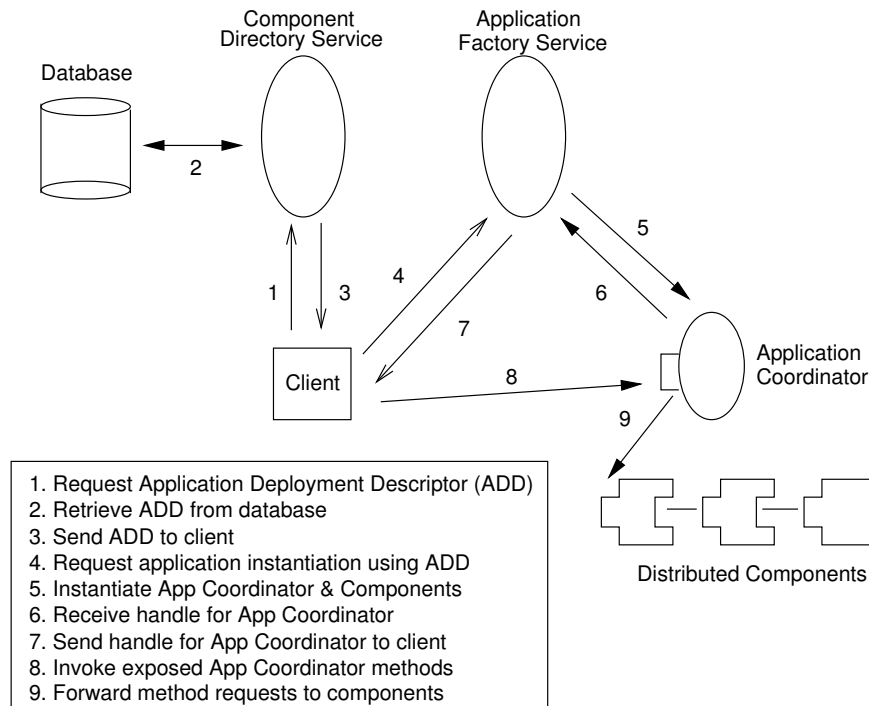 Component
Directory Service
Application
Factory Service
Database
2
1
3
4
7
5
6
Client
8
Application
Coordinator
9
Distributed Components
1. Request Application Deployment Descriptor (ADD)
2. Retrieve ADD from database
3. Send ADD to client
4. Request application instantiation using ADD
5. Instantiate App Coordinator & Components
6. Receive handle for App Coordinator
7. Send handle for App Coordinator to client
8. Invoke exposed App Coordinator methods
9. Forward method requests to components